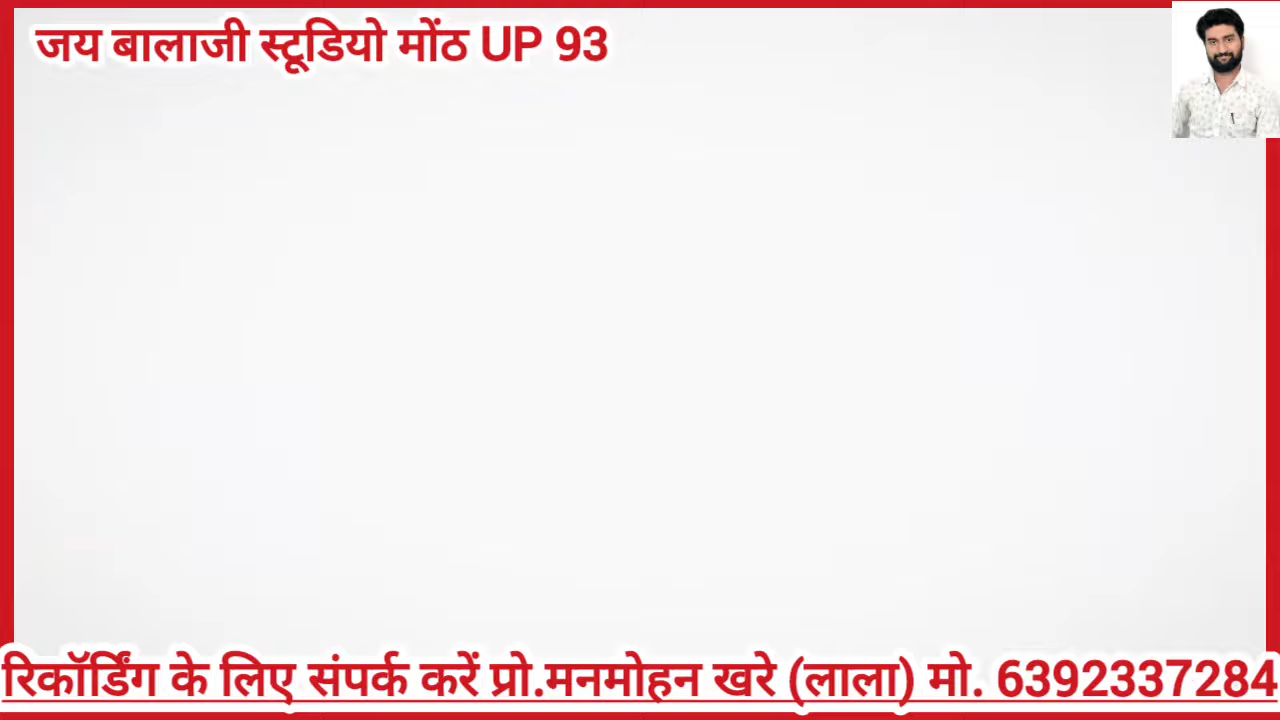 जय बालाजी स्टूडियो मोंठ UP 93
रिकॉर्डिंग के लिए संपर्क करें प्रो.मनमोहन खरे (लाला) मो. 6392337284